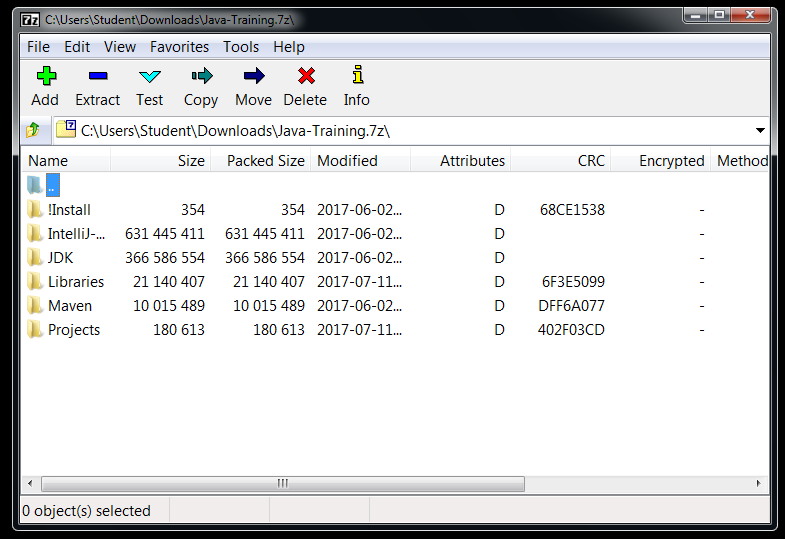 7z C:\Users\Student\Downloads\Java-Training.7z\
File Edit View Favorites Tools Help
Add Extract Test Copy Move Delete Info
C:\Users\Student\Downloads\Java-Training.7z\
Name Size Packed Size Modified Attributes CRC Encrypted Method
..
!Install 354 354 2017-06-02... D 68CE1538 -
IntelliJ-... 631 445 411 631 445 411 2017-06-02... D -
JDK 366 586 554 366 586 554 2017-06-02... D -
Libraries 21 140 407 21 140 407 2017-07-11... D 6F3E5099 -
Maven 10 015 489 10 015 489 2017-06-02... D DFF6A077 -
Projects 180 613 180 613 2017-07-11... D 402F03CD -
0 object(s) selected